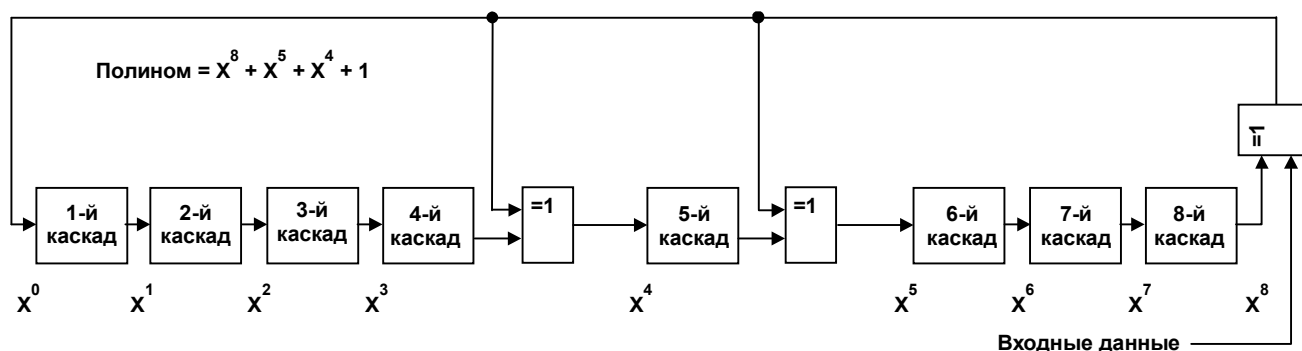 Полином = X⁸ + X⁵ + X⁴ + 1
=1
1-й каскад
2-й каскад
3-й каскад
4-й каскад
=1
5-й каскад
=1
6-й каскад
7-й каскад
8-й каскад
X⁰ X¹ X² X³ X⁴ X⁵ X⁶ X⁷ X⁸
Входные данные